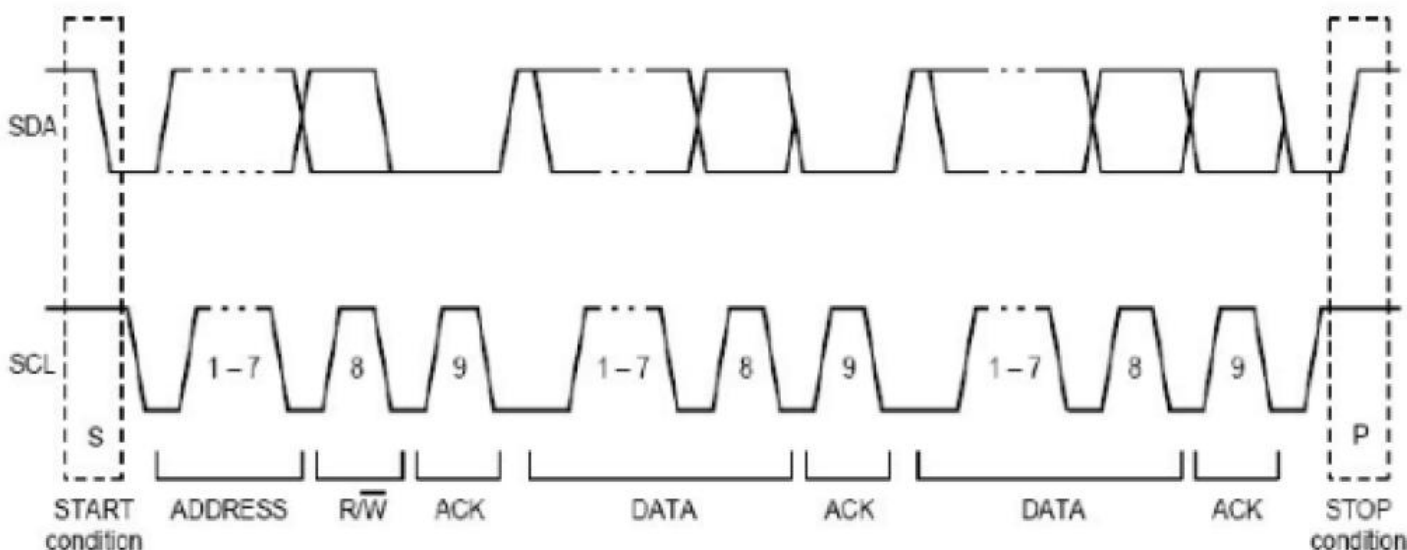 SDA
SCL
1 – 7 8 9 1 – 7 8 9 1 – 7 8 9
S P
START ADDRESS R/W̅ ACK DATA ACK DATA ACK STOP
condition condition